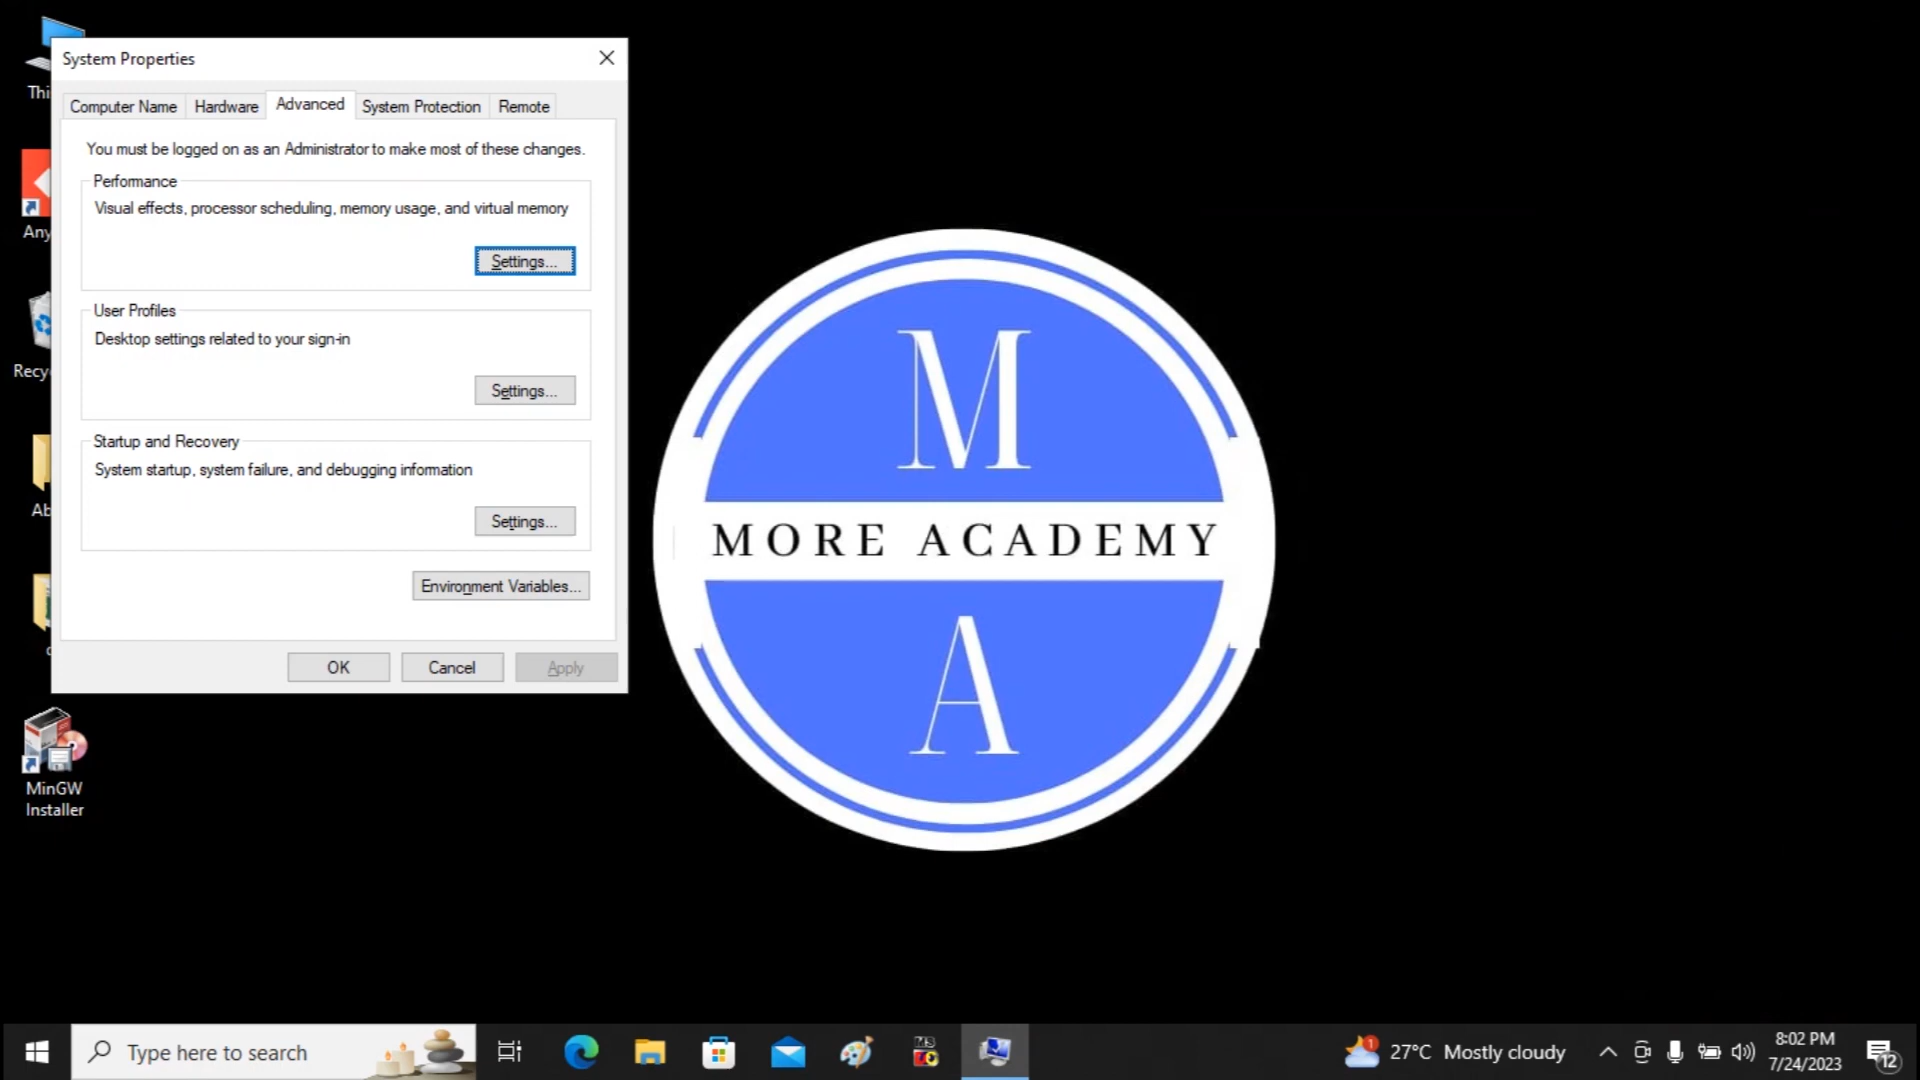 System Properties
Computer Name
Hardware
Advanced
System Protection
Remote
You must be logged on as an Administrator to make most of these changes.
Performance
Visual effects, processor scheduling, memory usage, and virtual memory
Settings...
User Profiles
Desktop settings related to your sign-in
Settings...
Startup and Recovery
System startup, system failure, and debugging information
Settings...
Environment Variables...
OK
Cancel
Apply
Thi
Any
Recy
Ab
MinGW
Installer
M
MORE ACADEMY
A
Type here to search
1
27°C Mostly cloudy
8:02 PM
7/24/2023
12